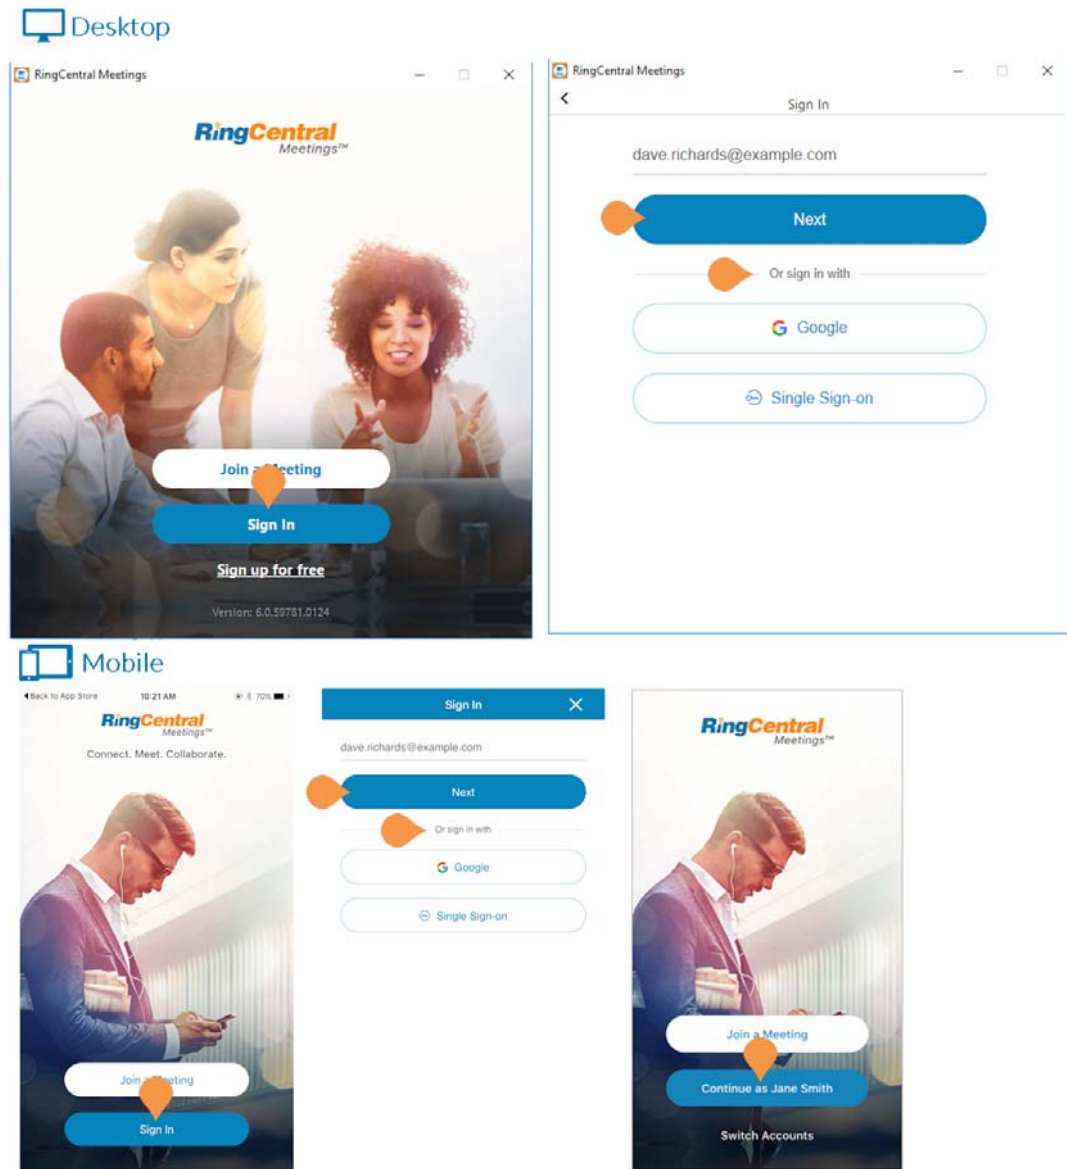 Desktop
RingCentral Meetings
RingCentral
Meetings™
Join a Meeting
Sign In
Sign up for free
Version: 6.0.59781.0124
RingCentral Meetings
Sign In
dave.richards@example.com
Next
Or sign in with
Google
Single Sign-on
Mobile
Back to App Store 10:21 AM 70%
RingCentral
Meetings™
Connect. Meet. Collaborate.
Join a Meeting
Sign In
Sign In
dave.richards@example.com
Next
Or sign in with
Google
Single Sign-on
RingCentral
Meetings™
Join a Meeting
Continue as Jane Smith
Switch Accounts